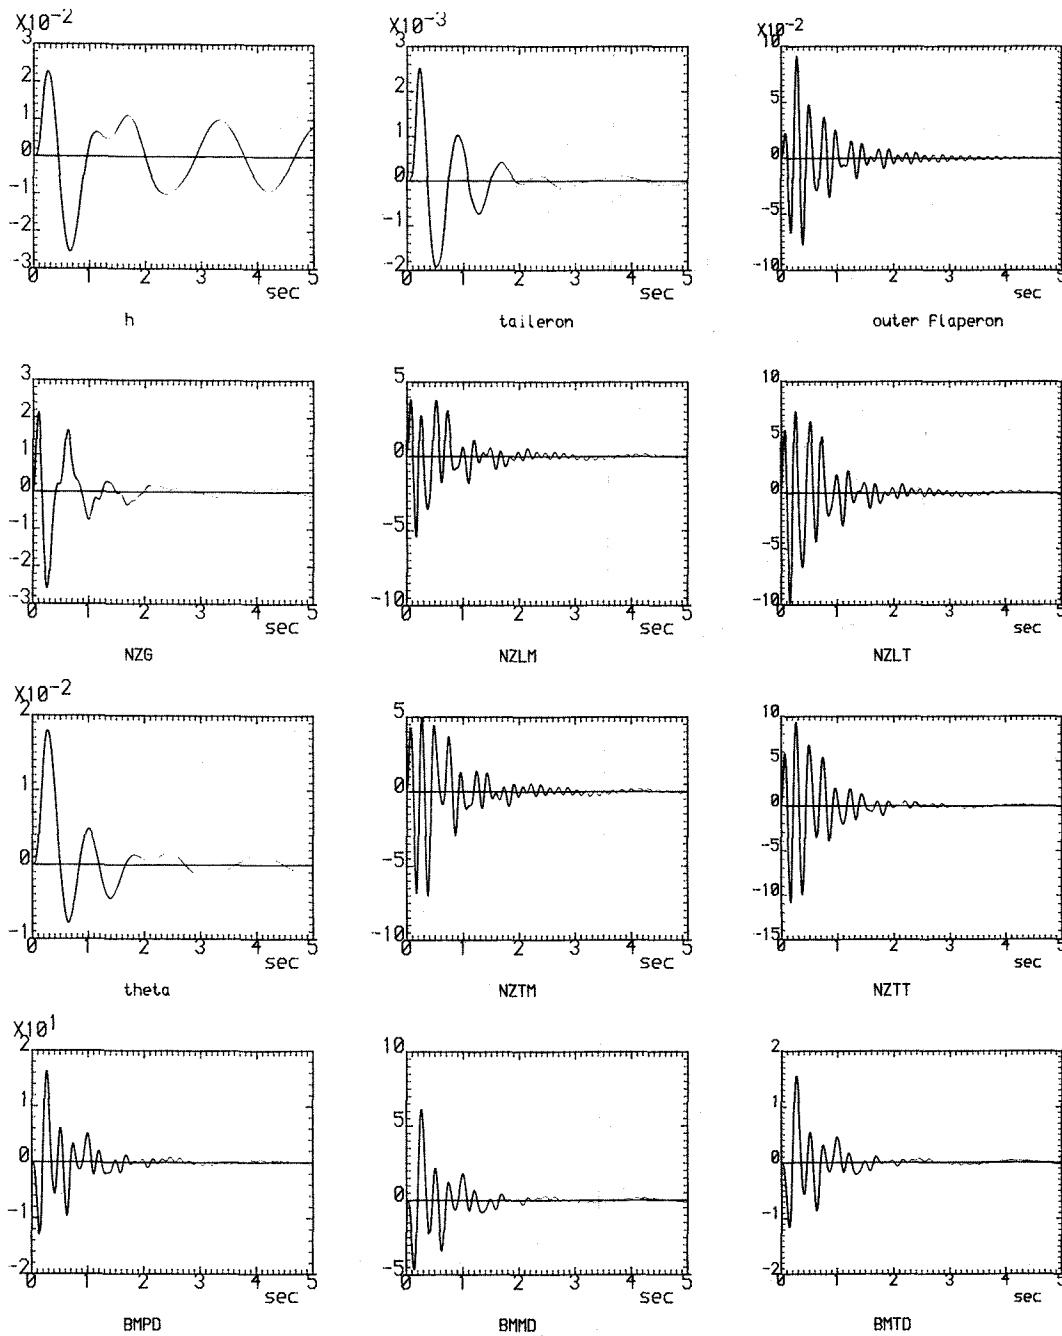 X10⁻² X10⁻³ X10⁻²
3 3 10
2 2 5
1 1 0
0 0 -5
-1 -1 -10
-2 -2
-3
0 1 2 3 4 5 0 1 2 3 4 5 0 1 2 3 4 5
sec sec sec
h taileron outer flaperon
3 5 10
2 0 5
1 -5 0
0 -10 -5
-1 -10
-2
-3
0 1 2 3 4 5 0 1 2 3 4 5 0 1 2 3 4 5
sec sec sec
NZG NZLM NZLT
X10⁻²
2 5 10
1 0 5
0 -5 0
-1 -10 -5
-10
-15
0 1 2 3 4 5 0 1 2 3 4 5 0 1 2 3 4 5
sec sec sec
theta NZTM NZTT
X10¹
2 10 2
1 5 1
0 0 0
-1 -5 -1
-2 -2
0 1 2 3 4 5 0 1 2 3 4 5 0 1 2 3 4 5
sec sec sec
BMPD BMMD BMTD